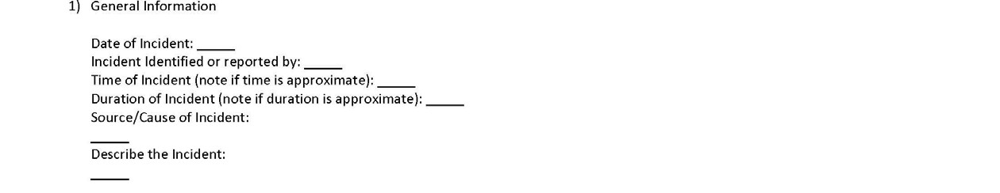 1) General Information
Date of Incident: _____
Incident Identified or reported by: _____
Time of Incident (note if time is approximate): _____
Duration of Incident (note if duration is approximate): _____
Source/Cause of Incident:
_____
Describe the Incident:
_____